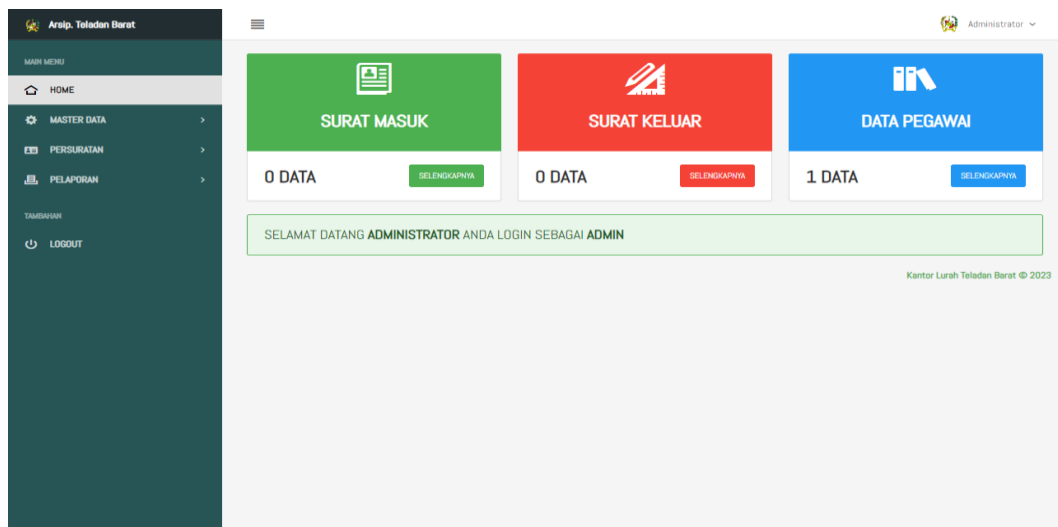 Arsip. Teladan Barat
Administrator
MAIN MENU
HOME
MASTER DATA
PERSURATAN
PELAPORAN
TAMBAHAN
LOGOUT
SURAT MASUK
0 DATA
SELENGKAPNYA
SURAT KELUAR
0 DATA
SELENGKAPNYA
DATA PEGAWAI
1 DATA
SELENGKAPNYA
SELAMAT DATANG ADMINISTRATOR ANDA LOGIN SEBAGAI ADMIN
Kantor Lurah Teladan Barat © 2023